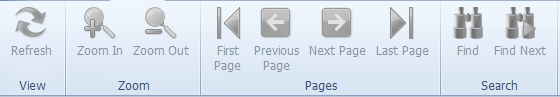 Refresh
Zoom In
Zoom Out
First
Page
Previous
Page
Next Page
Last Page
Find
Find Next
View
Zoom
Pages
Search